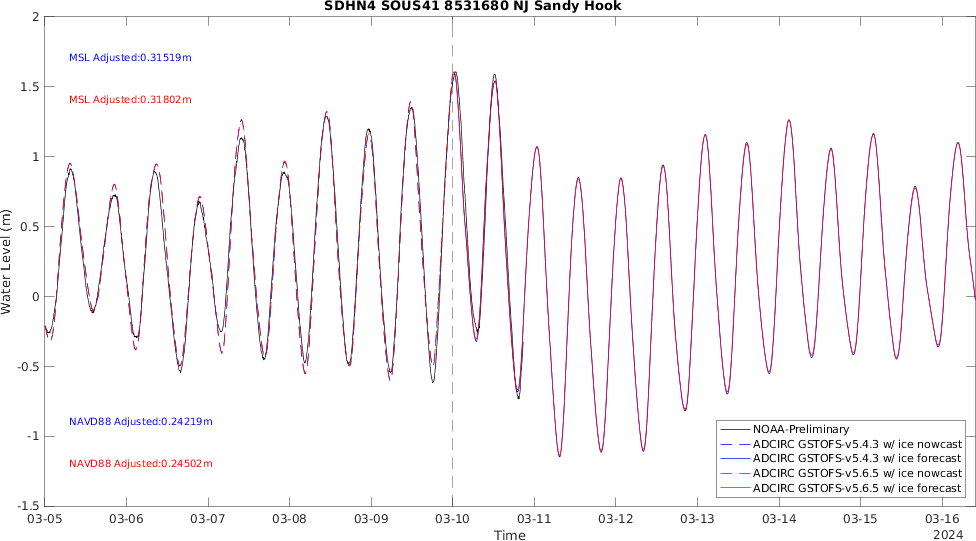 SDHN4 SOUS41 8531680 NJ Sandy Hook
2
1.5
1
0.5
0
-0.5
-1
-1.5
Water Level (m)
MSL Adjusted:0.31519m
MSL Adjusted:0.31802m
NAVD88 Adjusted:0.24219m
NAVD88 Adjusted:0.24502m
NOAA-Preliminary
ADCIRC GSTOFS-v5.4.3 w/ ice nowcast
ADCIRC GSTOFS-v5.4.3 w/ ice forecast
ADCIRC GSTOFS-v5.6.5 w/ ice nowcast
ADCIRC GSTOFS-v5.6.5 w/ ice forecast
03-05 03-06 03-07 03-08 03-09 03-10 03-11 03-12 03-13 03-14 03-15 03-16
Time
2024